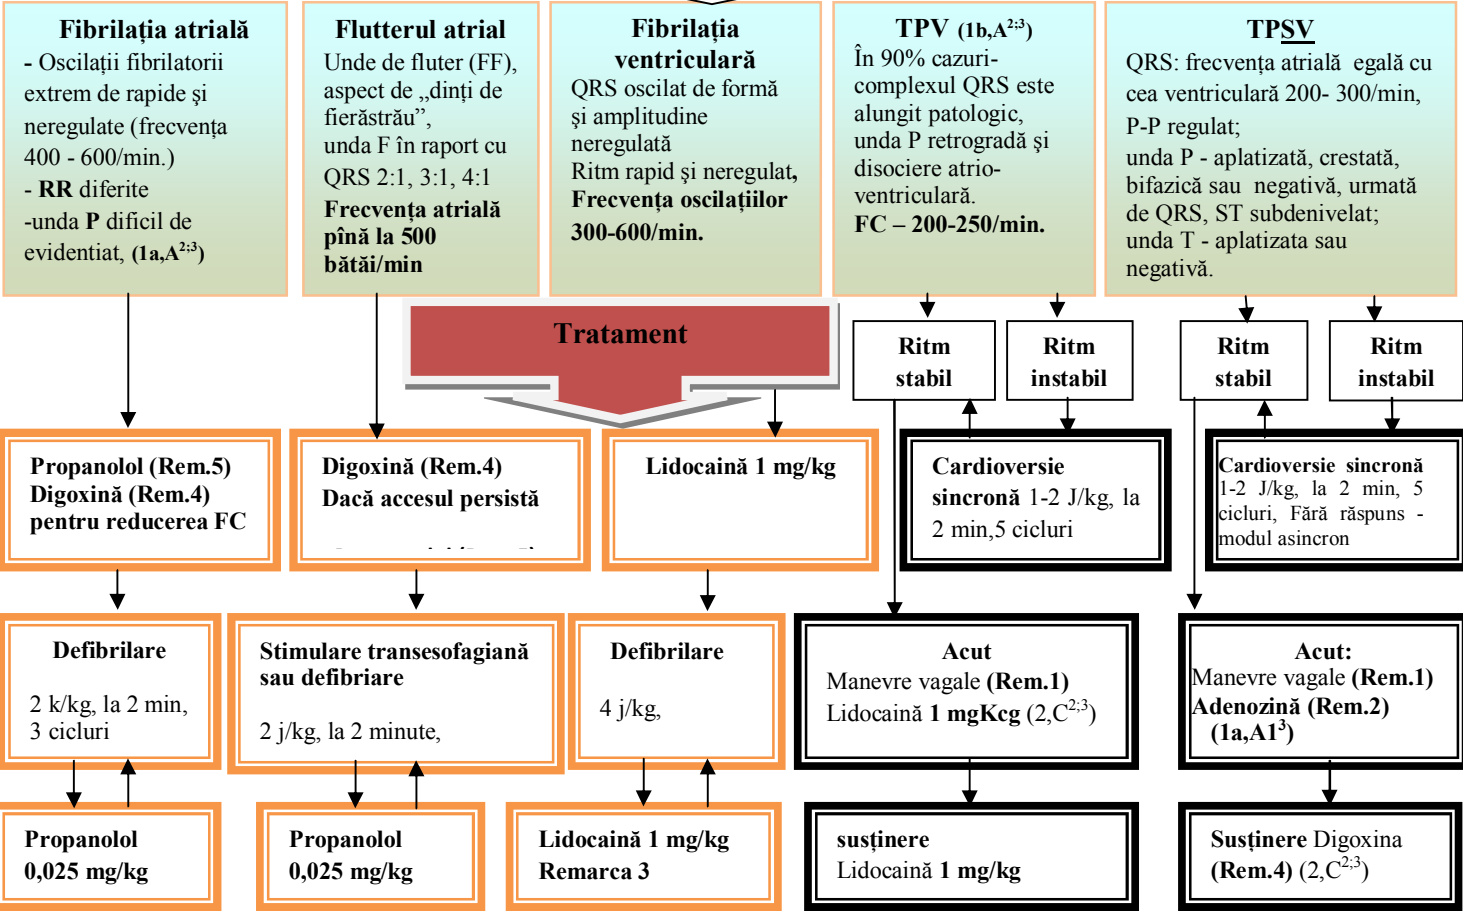 Fibrilația atrială
- Oscilații fibrilatorii
extrem de rapide și
neregulate (frecvența
400 - 600/min.)
- RR diferite
-unda P dificil de
evidentiat, (1a,A2;3)
Flutterul atrial
Unde de fluter (FF),
aspect de „dinți de
fierăstrău”,
unda F în raport cu
QRS 2:1, 3:1, 4:1
Frecvența atrială
pînă la 500
bătăi/min
Fibrilația
ventriculară
QRS oscilat de formă
și amplitudine
neregulată
Ritm rapid și neregulat,
Frecvența oscilațiilor
300-600/min.
TPV (1b,A2;3)
În 90% cazuri-
complexul QRS este
alungit patologic,
unda P retrogradă și
disociere atrio-
ventriculară.
FC – 200-250/min.
TPSV
QRS: frecvența atrială egală cu
cea ventriculară 200- 300/min,
P-P regulat;
unda P - aplatizată, crestată,
bifazică sau negativă, urmată
de QRS, ST subdenivelat;
unda T - aplatizata sau
negativă.
Tratament
Ritm
stabil
Ritm
instabil
Ritm
stabil
Ritm
instabil
Propanolol (Rem.5)
Digoxină (Rem.4)
pentru reducerea FC
Digoxină (Rem.4)
Dacă accesul persistă
Lidocaină 1 mg/kg
Cardioversie
sincronă 1-2 J/kg, la
2 min,5 cicluri
Cardioversie sincronă
1-2 J/kg, la 2 min, 5
cicluri, Fără răspuns -
modul asincron
Defibrilare
2 k/kg, la 2 min,
3 cicluri
Stimulare transesofagiană
sau defibriare
2 j/kg, la 2 minute,
Defibrilare
4 j/kg,
Acut
Manevre vagale (Rem.1)
Lidocaină 1 mgKcg (2,C2;3)
Acut:
Manevre vagale (Rem.1)
Adenozină (Rem.2)
(1a,A13)
Propanolol
0,025 mg/kg
Propanolol
0,025 mg/kg
Lidocaină 1 mg/kg
Remarca 3
susținere
Lidocaină 1 mg/kg
Susținere Digoxina
(Rem.4) (2,C2;3)